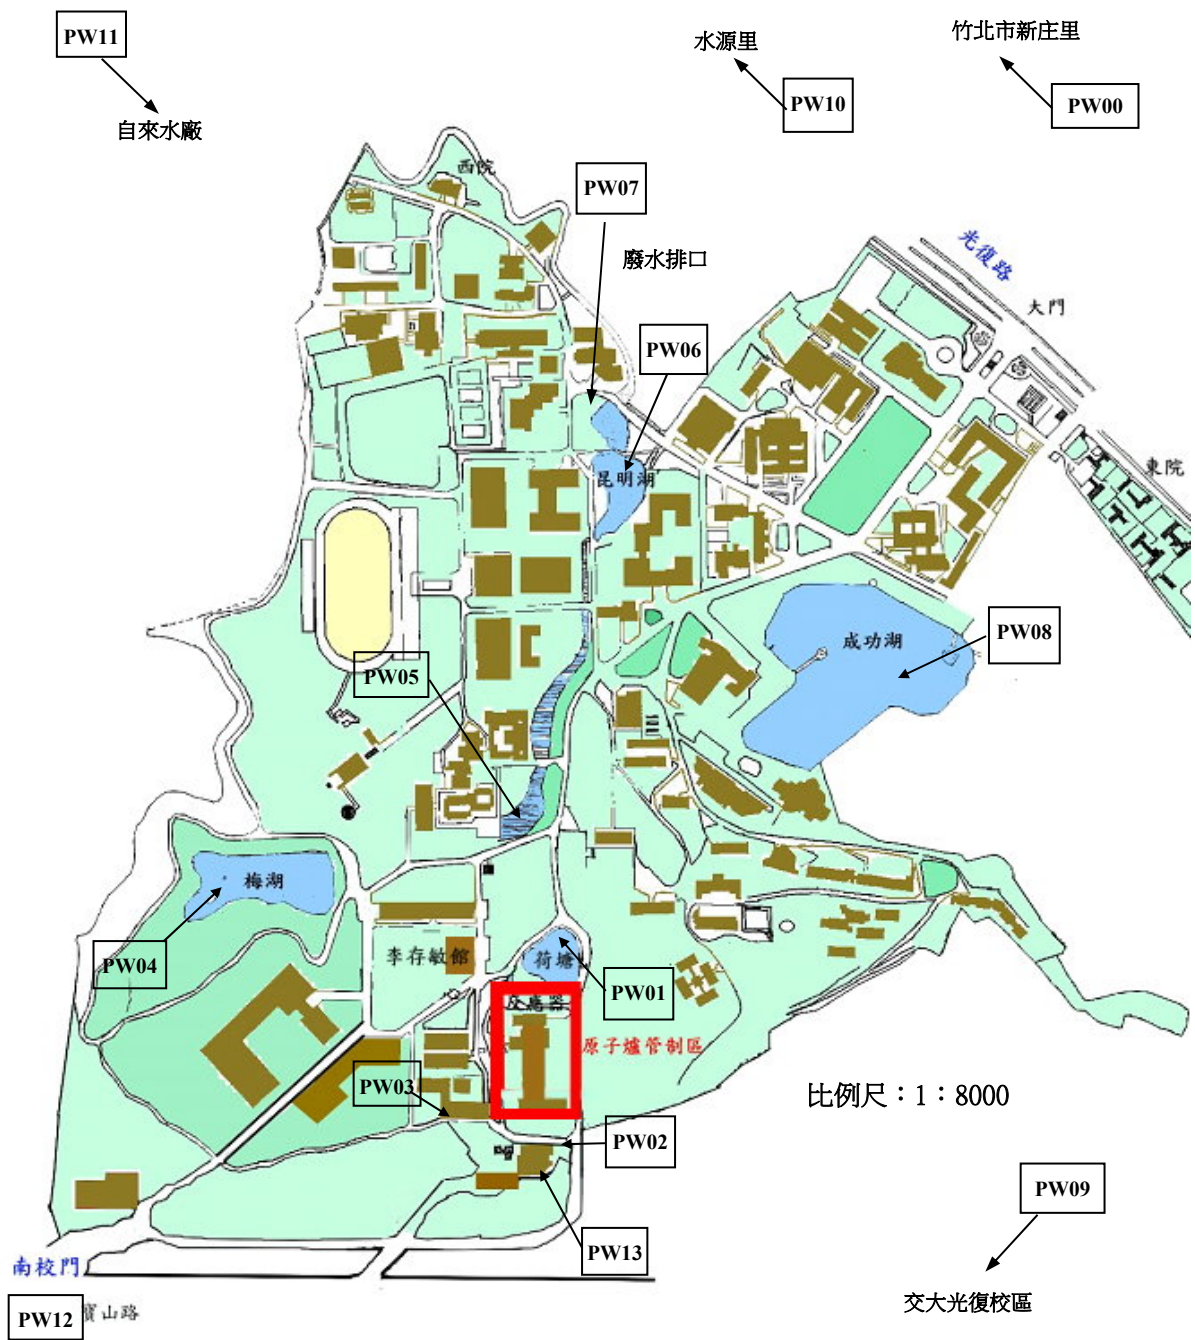 PW11
自來水廠
水源里
PW10
竹北市新庄里
PW00
西院
PW07
廢水排口
光復路
大門
PW06
昆明湖
東院
成功湖
PW08
PW05
梅湖
PW04
李存敏館
荷塘
PW01
反應器
原子爐管制區
PW03
比例尺：1：8000
PW02
PW09
PW13
南校門
交大光復校區
PW12
寶山路